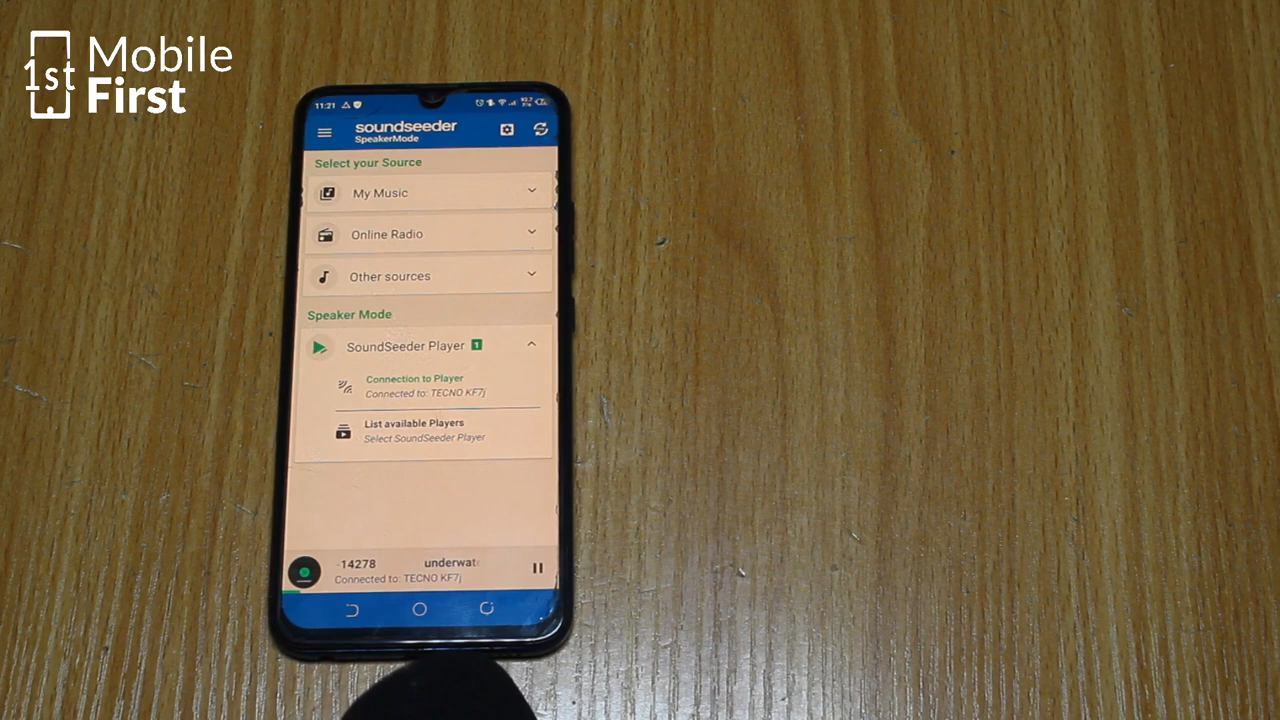 1st Mobile
First
11:21
soundseeder
SpeakerMode
Select your Source
My Music
Online Radio
Other sources
Speaker Mode
SoundSeeder Player 1
Connection to Player
Connected to: TECNO KF7j
List available Players
Select SoundSeeder Player
-14278 underwat
Connected to: TECNO KF7j